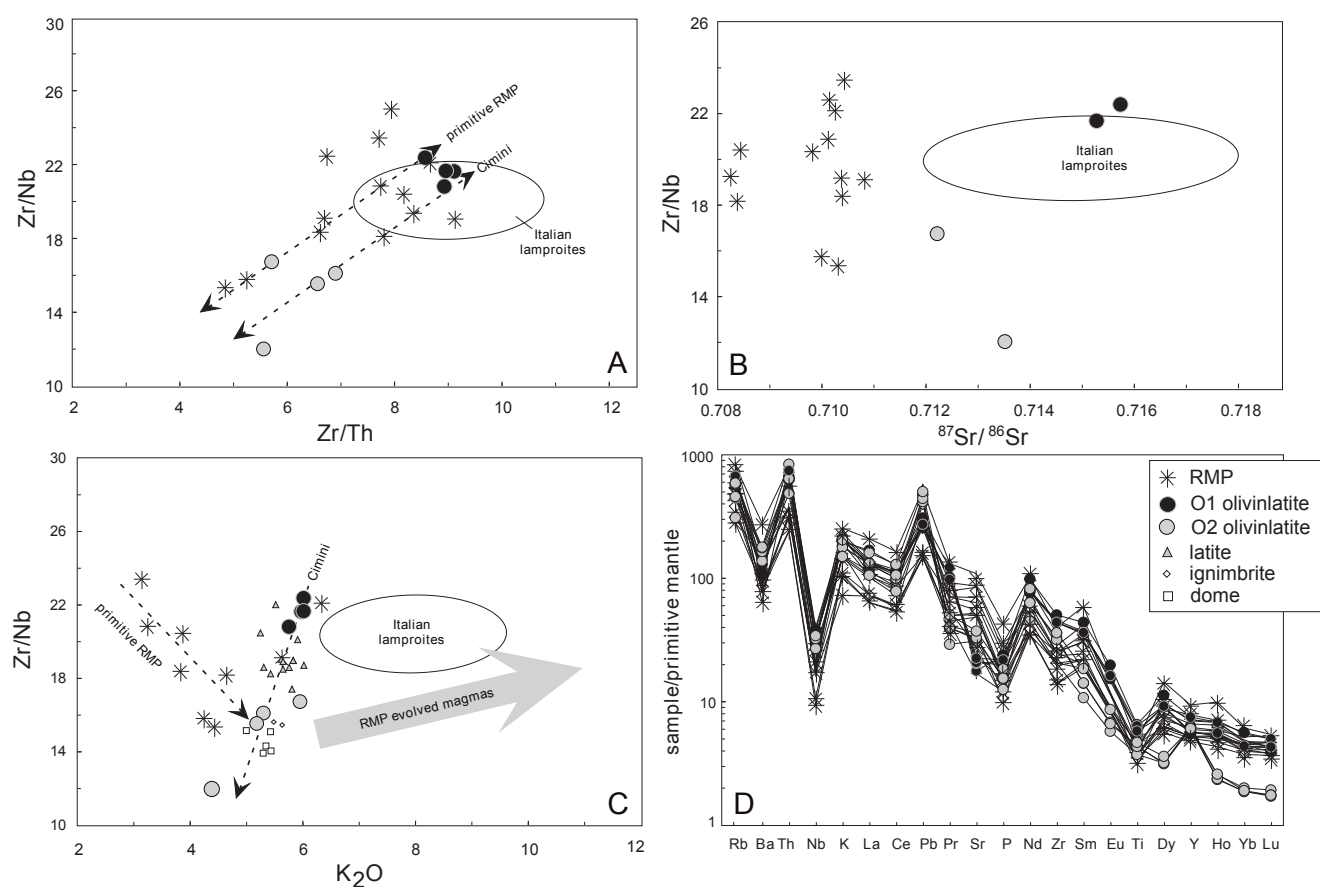 30
26
22
18
14
10
Zr/Nb
primitive RMP
Cimini
Italian
lamproites
A
2
4
6
8
10
12
Zr/Th
26
22
18
14
10
Zr/Nb
Italian
lamproites
B
0.708
0.710
0.712
0.714
0.716
0.718
87Sr/ 86Sr
30
26
22
18
14
10
Zr/Nb
primitive RMP
Cimini
Italian
lamproites
RMP evolved magmas
C
2
4
6
8
10
12
K2O
1000
100
10
1
sample/primitive mantle
RMP
O1 olivinlatite
O2 olivinlatite
latite
ignimbrite
dome
D
Rb Ba Th Nb K La Ce Pb Pr Sr P Nd Zr Sm Eu Ti Dy Y Ho Yb Lu